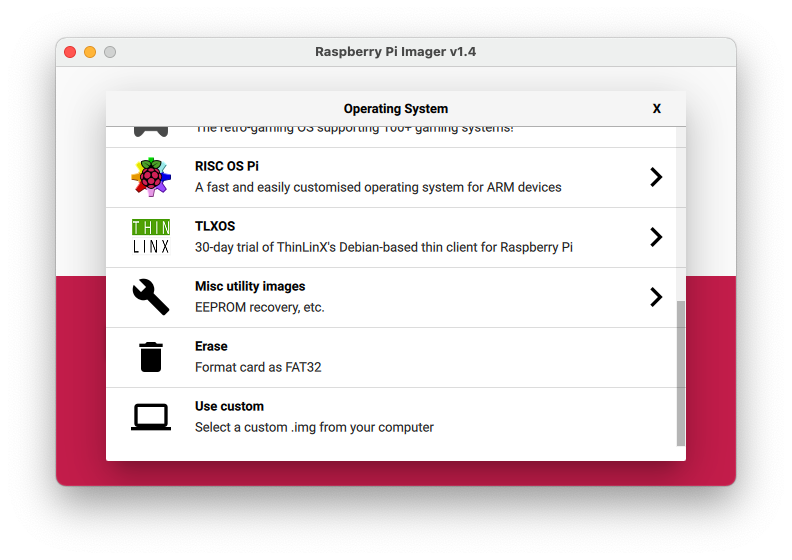 Raspberry Pi Imager v1.4
Operating System
X
The retro-gaming OS supporting 100+ gaming systems!
RISC OS Pi
A fast and easily customised operating system for ARM devices
THIN
LINX
TLXOS
30-day trial of ThinLinX's Debian-based thin client for Raspberry Pi
Misc utility images
EEPROM recovery, etc.
Erase
Format card as FAT32
Use custom
Select a custom .img from your computer